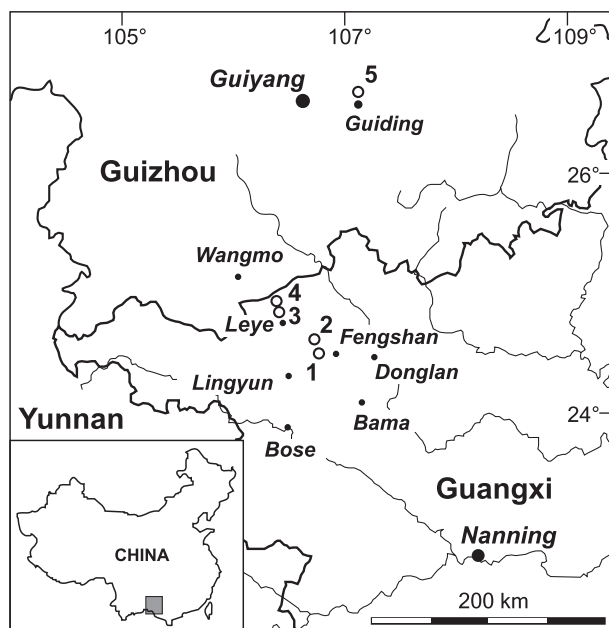 105° 107° 109°
5
Guiyang
Guiding
26°
Guizhou
Wangmo
4
3
Leye
2
Fengshan
1
Donglan
Lingyun
Bama
24°
Yunnan
Bose
Guangxi
Nanning
CHINA
200 km